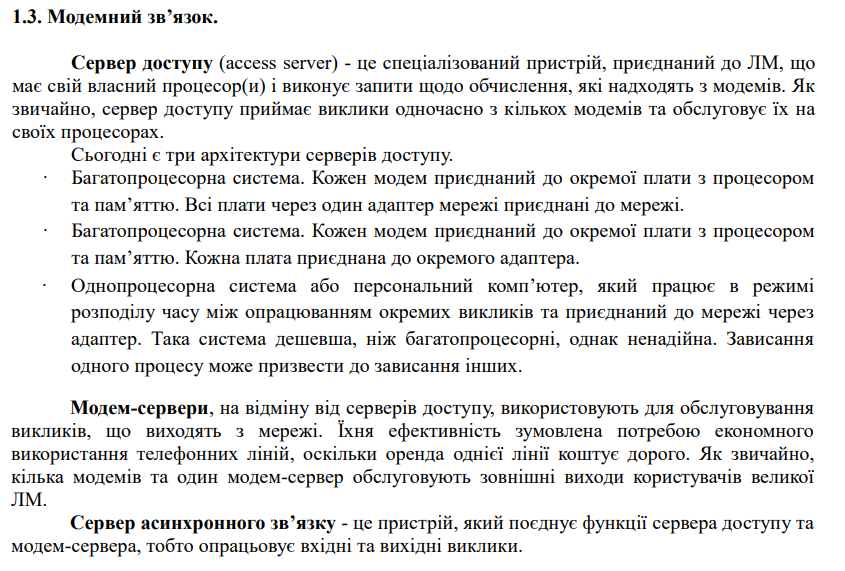 1.3. Модемний зв’язок.
Сервер доступу (access server) - це спеціалізований пристрій, приєднаний до ЛМ, що
має свій власний процесор(и) і виконує запити щодо обчислення, які надходять з модемів. Як
звичайно, сервер доступу приймає виклики одночасно з кількох модемів та обслуговує їх на
своїх процесорах.
Сьогодні є три архітектури серверів доступу.
· Багатопроцесорна система. Кожен модем приєднаний до окремої плати з процесором
та пам’яттю. Всі плати через один адаптер мережі приєднані до мережі.
· Багатопроцесорна система. Кожен модем приєднаний до окремої плати з процесором
та пам’яттю. Кожна плата приєднана до окремого адаптера.
· Однопроцесорна система або персональний комп’ютер, який працює в режимі
розподілу часу між опрацюванням окремих викликів та приєднаний до мережі через
адаптер. Така система дешевша, ніж багатопроцесорні, однак ненадійна. Зависання
одного процесу може призвести до зависання інших.
Модем-сервери, на відміну від серверів доступу, використовують для обслуговування
викликів, що виходять з мережі. Їхня ефективність зумовлена потребою економного
використання телефонних ліній, оскільки оренда однієї лінії коштує дорого. Як звичайно,
кілька модемів та один модем-сервер обслуговують зовнішні виходи користувачів великої
ЛМ.
Сервер асинхронного зв’язку - це пристрій, який поєднує функції сервера доступу та
модем-сервера, тобто опрацьовує вхідні та вихідні виклики.